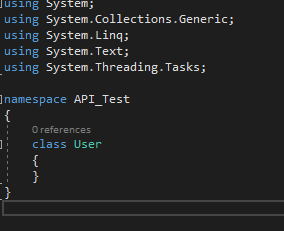 using System;
using System.Collections.Generic;
using System.Linq;
using System.Text;
using System.Threading.Tasks;
namespace API_Test
{
0 references
class User
{
}
}